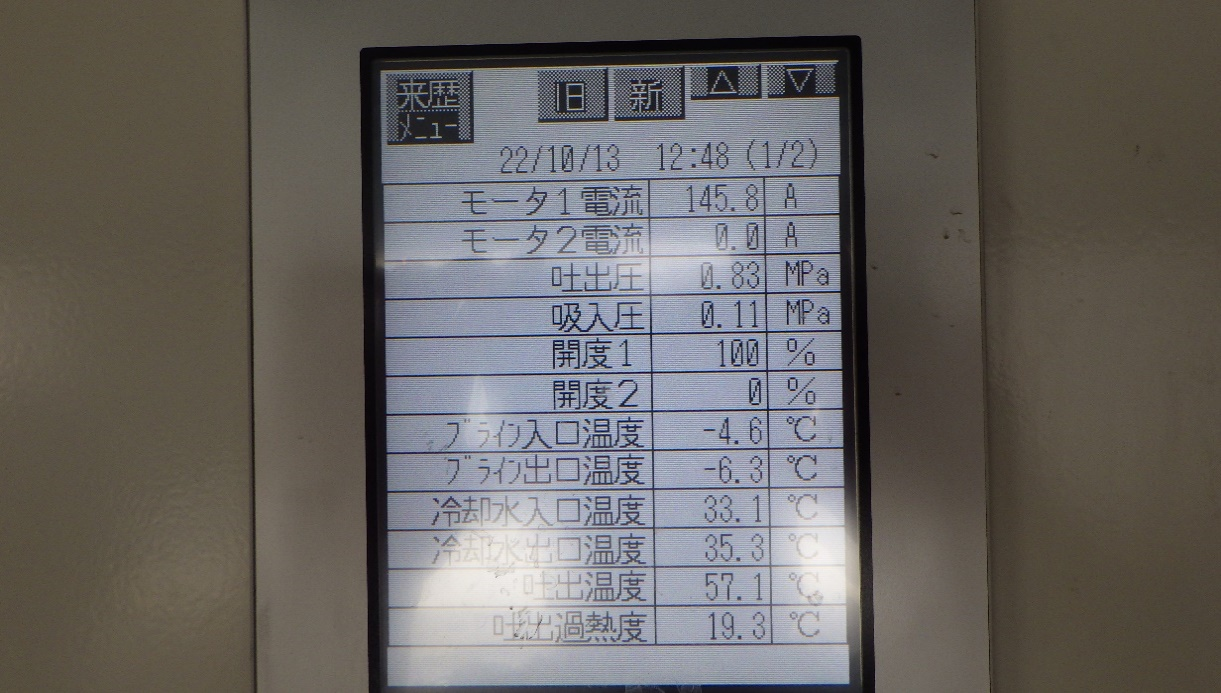 来歴 旧 新 △ ▽
メニュー
22/10/13 12:48 (1/2)
モータ1電流 145.8 A
モータ2電流 0.0 A
吐出圧 0.83 MPa
吸入圧 0.11 MPa
開度1 100 %
開度2 0 %
ブライン入口温度 -4.6 ℃
ブライン出口温度 -6.3 ℃
冷却水入口温度 33.1 ℃
冷却水出口温度 35.3 ℃
吐出温度 57.1 ℃
吐出過熱度 19.3 ℃